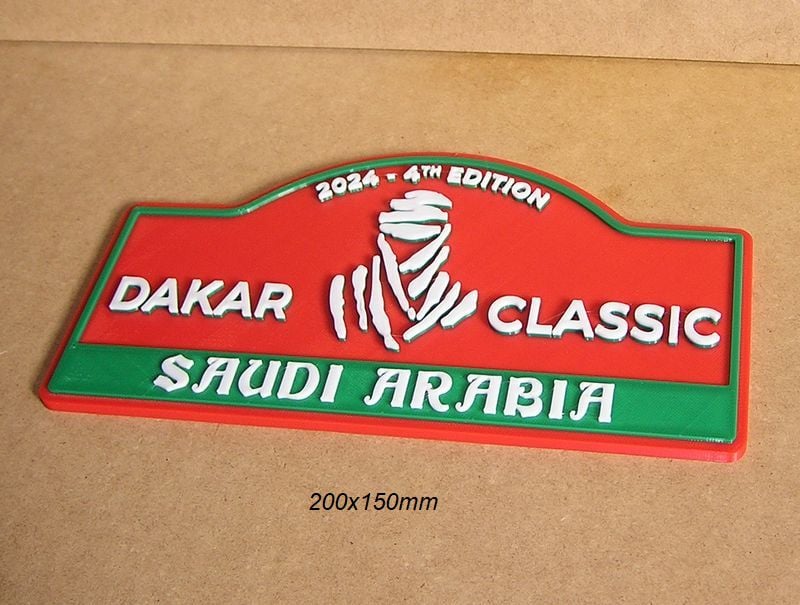 2024 - 4TH EDITION
DAKAR CLASSIC
SAUDI ARABIA
200x150mm